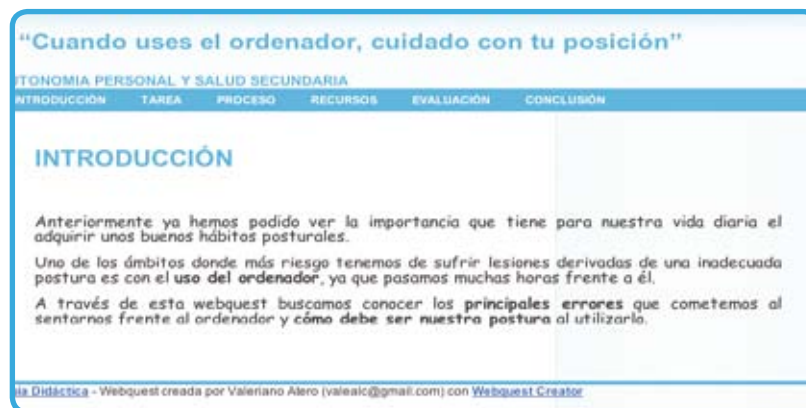 “Cuando uses el ordenador, cuidado con tu posición”
TONOMIA PERSONAL Y SALUD SECUNDARIA
NTRODUCCIÓN TAREA PROCESO RECURSOS EVALUACIÓN CONCLUSIÓN
INTRODUCCIÓN
Anteriormente ya hemos podido ver la importancia que tiene para nuestra vida diaria el
adquirir unos buenos hábitos posturales.
Uno de los ámbitos donde más riesgo tenemos de sufrir lesiones derivadas de una inadecuada
postura es con el uso del ordenador, ya que pasamos muchas horas frente a él.
A través de esta webquest buscamos conocer los principales errores que cometemos al
sentarnos frente al ordenador y cómo debe ser nuestra postura al utilizarlo.
ía Didáctica - Webquest creada por Valeriano Alero (valealc@gmail.com) con Webquest Creator